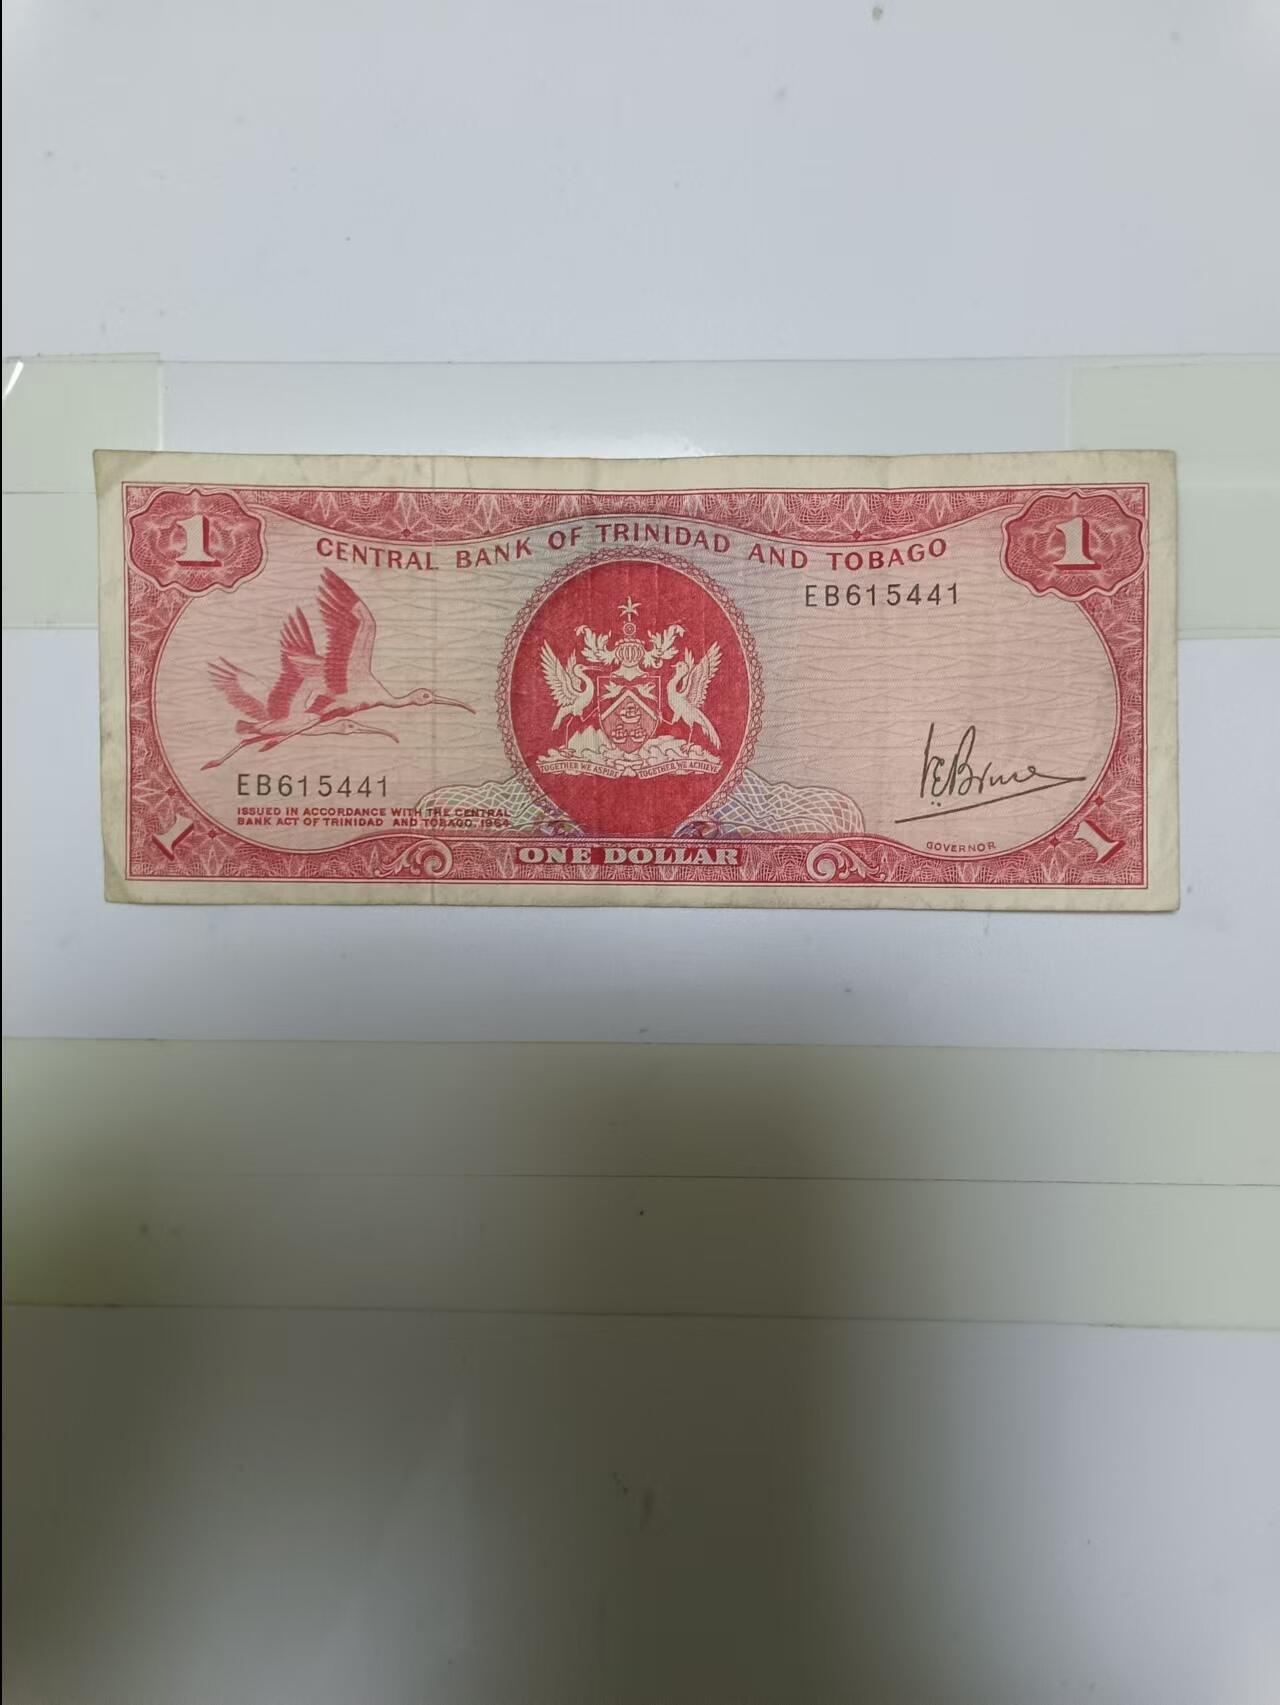 1
1
CENTRAL BANK OF TRINIDAD AND TOBAGO
EB615441
TOGETHER WE ASPIRE TOGETHER WE ACHIEVE
EB615441
ISSUED IN ACCORDANCE WITH THE CENTRAL
BANK ACT OF TRINIDAD AND TOBAGO, 1964
GOVERNOR
1
ONE DOLLAR
1